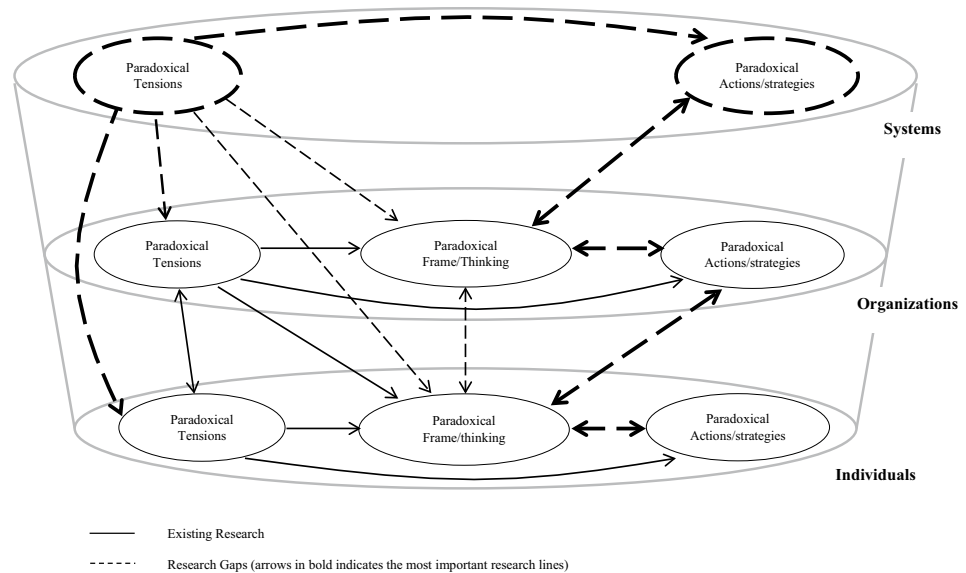 Paradoxical
Tensions
Paradoxical
Actions/strategies
Systems
Paradoxical
Tensions
Paradoxical
Frame/Thinking
Paradoxical
Actions/strategies
Organizations
Paradoxical
Tensions
Paradoxical
Frame/thinking
Paradoxical
Actions/strategies
Individuals
Existing Research
Research Gaps (arrows in bold indicates the most important research lines)